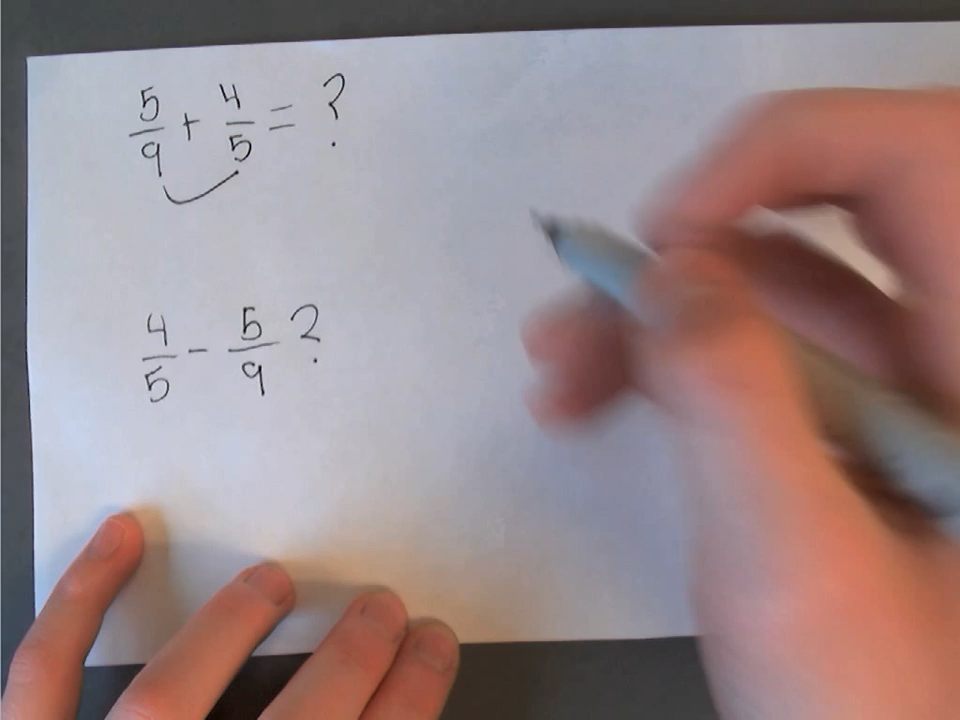 5/9 + 4/5 = ?
4/5 - 5/9 ?